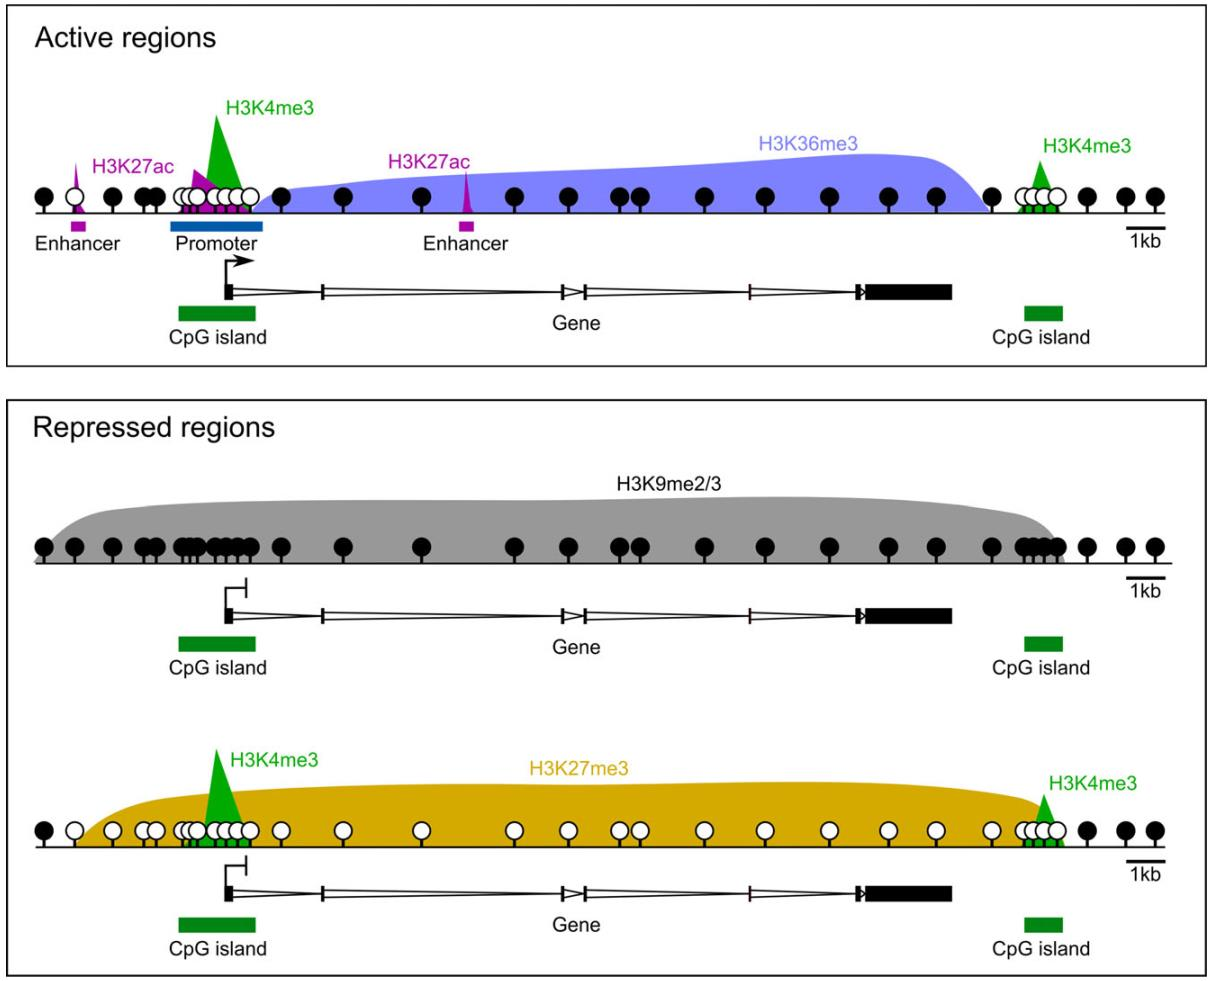 Active regions
H3K4me3
H3K27ac
H3K27ac
H3K36me3
H3K4me3
Enhancer
Promoter
Enhancer
1kb
Gene
CpG island
CpG island
Repressed regions
H3K9me2/3
1kb
Gene
CpG island
CpG island
H3K4me3
H3K27me3
H3K4me3
1kb
Gene
CpG island
CpG island